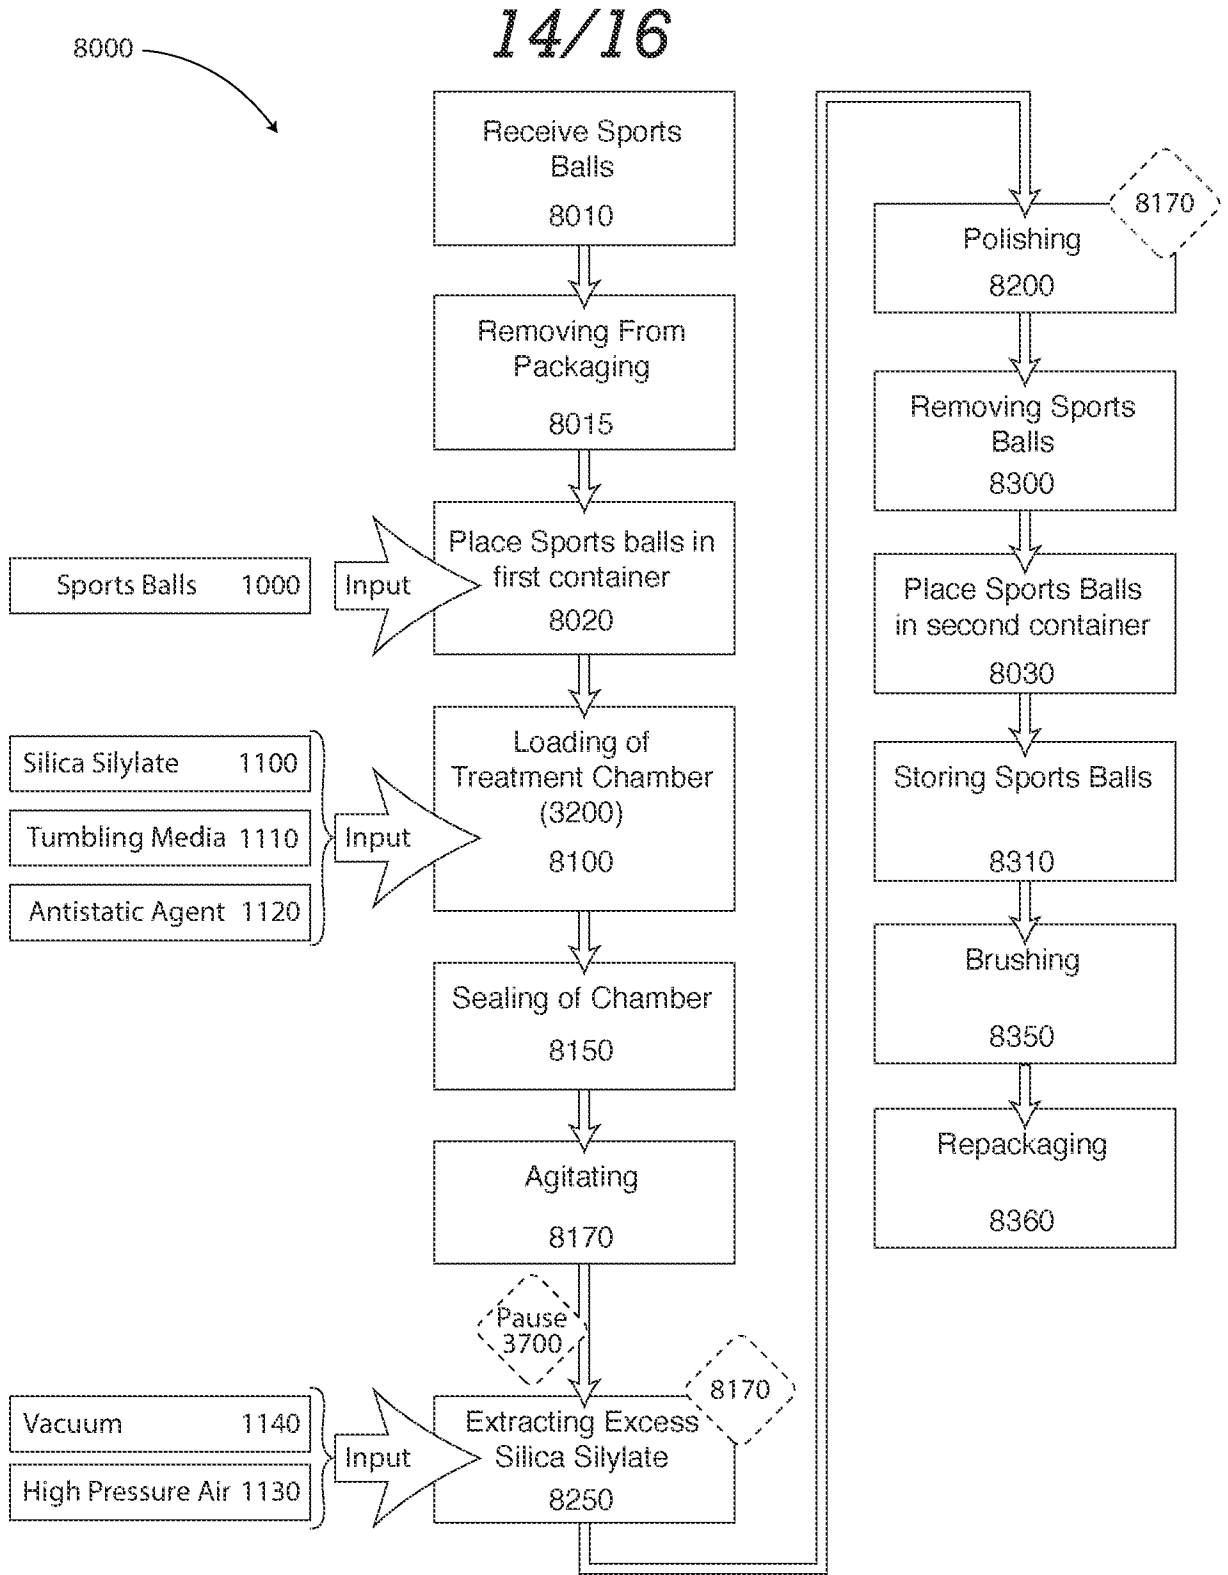 14/16
8000
Receive Sports
Balls
8010
Removing From
Packaging
8015
Sports Balls 1000
Input
Place Sports balls in
first container
8020
Silica Silylate 1100
Tumbling Media 1110
Antistatic Agent 1120
Input
Loading of
Treatment Chamber
(3200)
8100
Sealing of Chamber
8150
Agitating
8170
Pause
3700
Vacuum 1140
High Pressure Air 1130
Input
8170
Extracting Excess
Silica Silylate
8250
8170
Polishing
8200
Removing Sports
Balls
8300
Place Sports Balls
in second container
8030
Storing Sports Balls
8310
Brushing
8350
Repackaging
8360